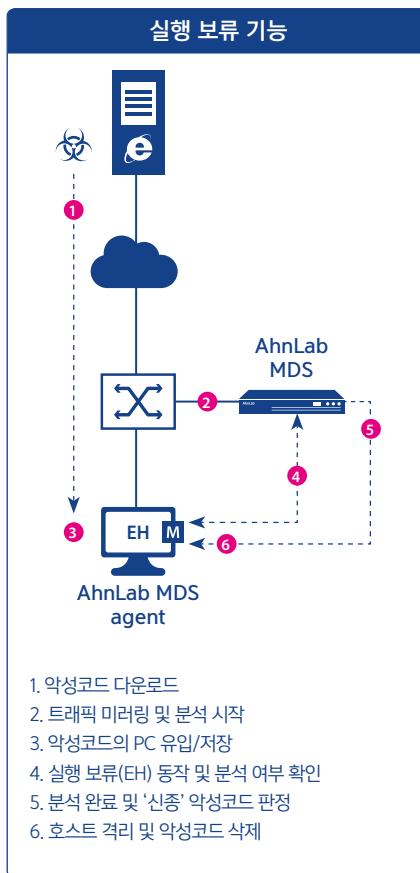 실행 보류 기능
e
1
AhnLab
MDS
2
AhnLab
5
4
3
EH
M
6
AhnLab MDS
agent
1. 악성코드 다운로드
2. 트래픽 미러링 및 분석 시작
3. 악성코드의 PC 유입/저장
4. 실행 보류(EH) 동작 및 분석 여부 확인
5. 분석 완료 및 ‘신종’ 악성코드 판정
6. 호스트 격리 및 악성코드 삭제